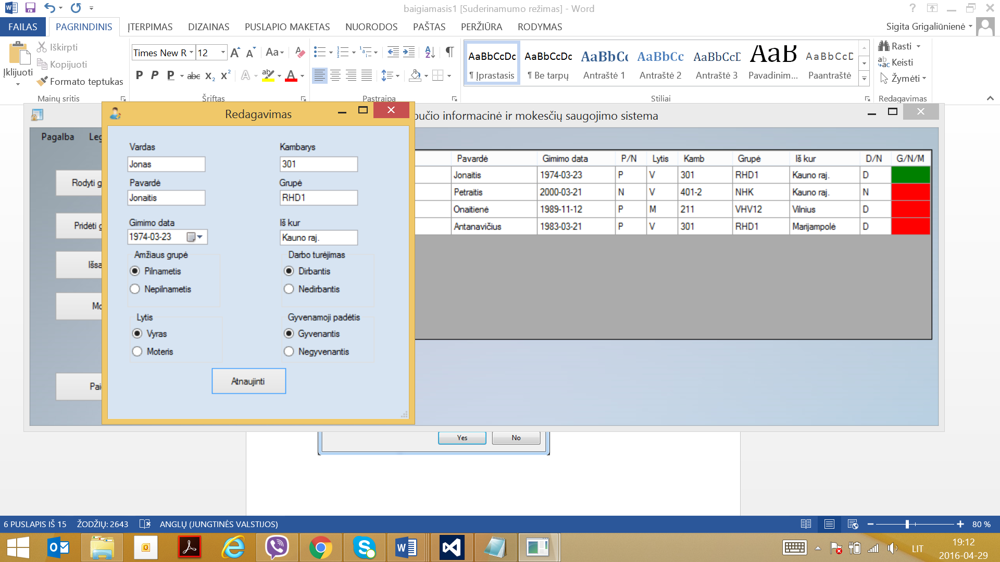 baigiamasis1 [Suderinamumo režimas] - Word
FAILAS PAGRINDINIS ĮTERPIMAS DIZAINAS PUSLAPIO MAKETAS NUORODOS PAŠTAS PERŽIŪRA RODYMAS
Sigita Grigaliūnienė
Įklijuoti
Iškirpti
Kopijuoti
Formato teptukas
Mainų sritis
Times New R 12
Šriftas
Pastraipa
AaBbCcDc AaBbCcDc AaBbC AaBbCc AaBbCcD AaB AaBbCcD
¶ Įprastasis ¶ Be tarpų Antraštė 1 Antraštė 2 Antraštė 3 Pavadinim... Paantraštė
Stiliai
Rasti
Keisti
Žymėti
Redagavimas
Redagavimas
bučio informacinė ir mokesčių saugojimo sistema
Pagalba Leg
Rodyti g
Pridėti g
Išsa
Mo
Pai
Vardas
Jonas
Pavardė
Jonaitis
Gimimo data
1974-03-23
Amžiaus grupė
Pilnametis
Nepilnametis
Lytis
Vyras
Moteris
Kambarys
301
Grupė
RHD1
Iš kur
Kauno raj.
Darbo turėjimas
Dirbantis
Nedirbantis
Gyvenamoji padėtis
Gyvenantis
Negyvenantis
Atnaujinti
Pavardė Gimimo data P/N Lytis Kamb Grupė Iš kur D/N G/N/M
Jonaitis 1974-03-23 P V 301 RHD1 Kauno raj. D
Petraitis 2000-03-21 N V 401-2 NHK Kauno raj. N
Onaitienė 1989-11-12 P M 211 VHV12 Vilnius D
Antanavičius 1983-03-21 P V 301 RHD1 Marijampolė D
Yes No
6 PUSLAPIS IŠ 15 ŽODŽIŲ: 2643 ANGLŲ (JUNGTINĖS VALSTIJOS)
80 %
LIT
19:12
2016-04-29